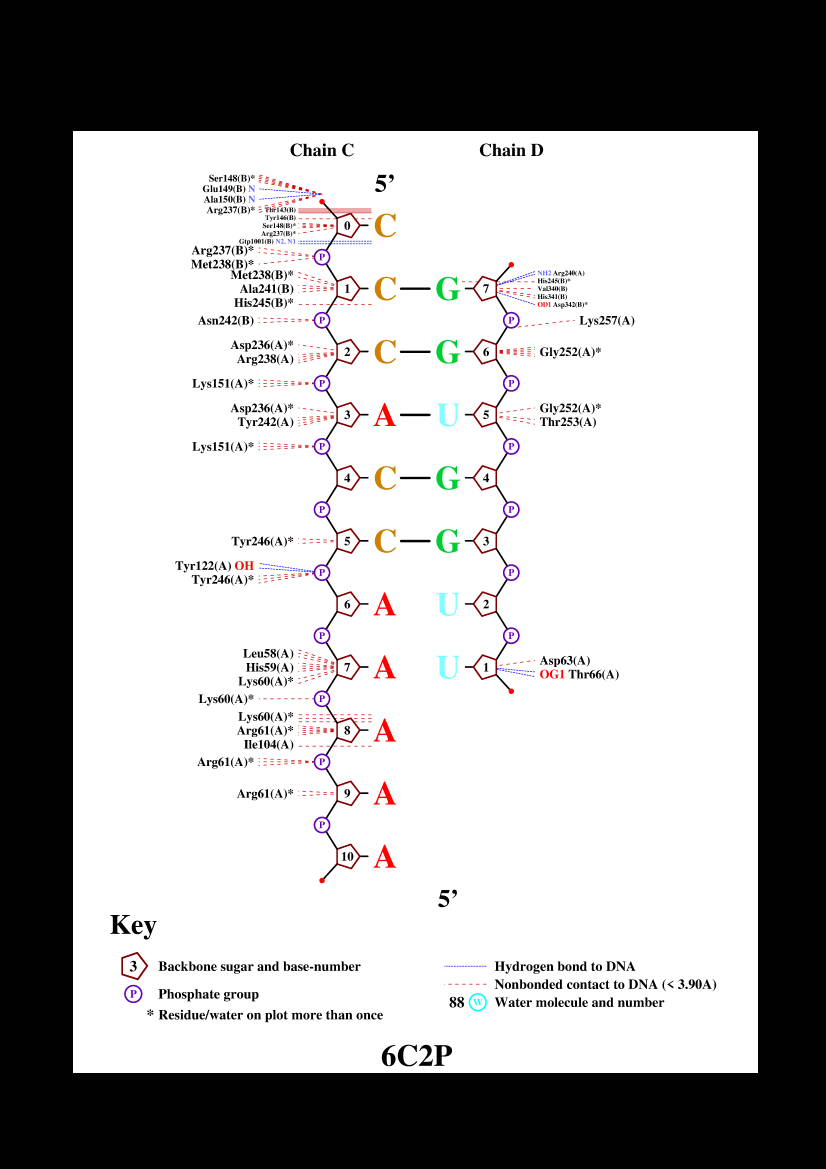 Chain C Chain D
5’
Ser148(B)*
Glu149(B) N
Ala150(B) N
Arg237(B)*
Thr143(B)
Tyr146(B)
Ser148(B)*
Arg237(B)*
Gtp1001(B) N2, N1
0 C
Arg237(B)*
Met238(B)*
P
Met238(B)*
Ala241(B)
His245(B)*
1 C G 7
NH2 Arg240(A)
His245(B)*
Val340(B)
His341(B)
OD1 Asp342(B)*
Asn242(B) P P Lys257(A)
Asp236(A)*
Arg238(A)
2 C G 6 Gly252(A)*
Lys151(A)* P P
Asp236(A)*
Tyr242(A)
3 A U 5
Gly252(A)*
Thr253(A)
Lys151(A)* P P
4 C G 4
P P
Tyr246(A)* 5 C G 3
Tyr122(A) OH
Tyr246(A)*
P P
6 A U 2
P P
Leu58(A)
His59(A)
Lys60(A)*
7 A U 1
Asp63(A)
OG1 Thr66(A)
Lys60(A)* P
Lys60(A)*
Arg61(A)*
Ile104(A)
8 A
Arg61(A)* P
Arg61(A)* 9 A
P
10 A
5’
Key
3 Backbone sugar and base-number
P Phosphate group
* Residue/water on plot more than once
Hydrogen bond to DNA
Nonbonded contact to DNA (< 3.90A)
88 W Water molecule and number
6C2P